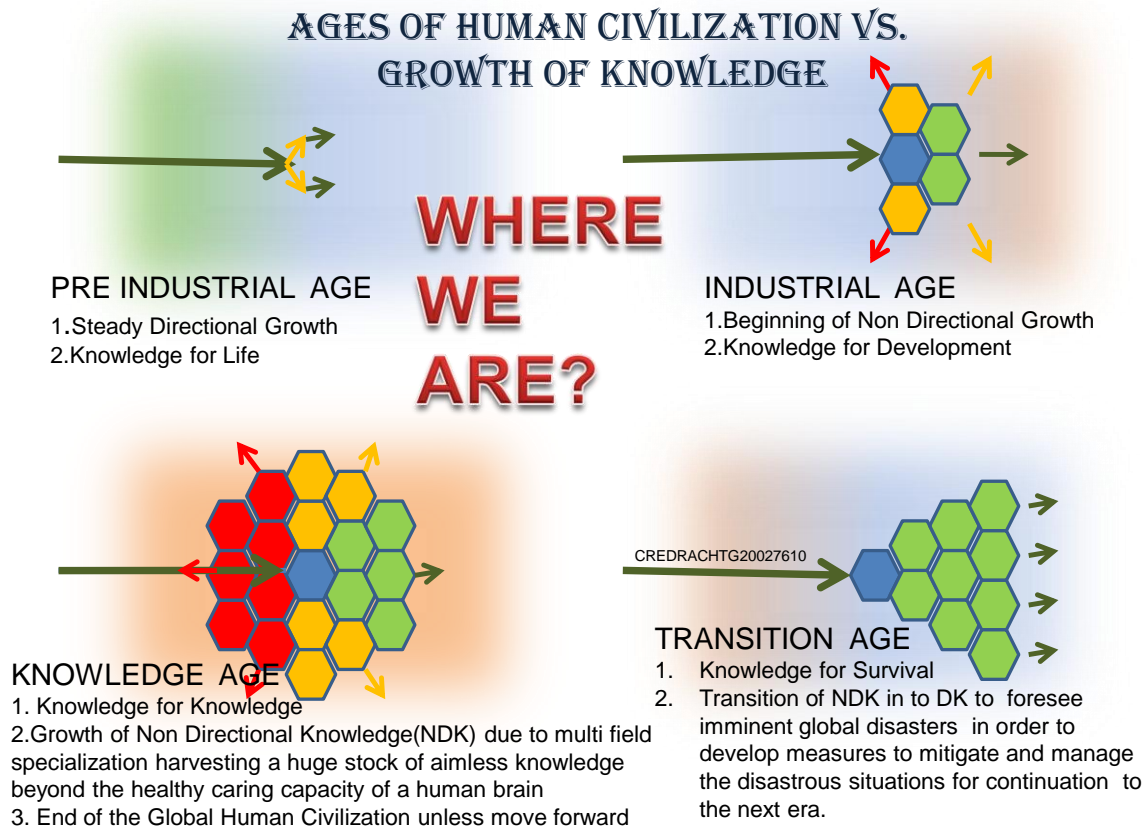 AGES OF HUMAN CIVILIZATION VS.
GROWTH OF KNOWLEDGE
WHERE
WE
ARE?
PRE INDUSTRIAL AGE
1.Steady Directional Growth
2.Knowledge for Life
INDUSTRIAL AGE
1.Beginning of Non Directional Growth
2.Knowledge for Development
KNOWLEDGE AGE
1. Knowledge for Knowledge
2.Growth of Non Directional Knowledge(NDK) due to multi field
specialization harvesting a huge stock of aimless knowledge
beyond the healthy caring capacity of a human brain
3. End of the Global Human Civilization unless move forward
CREDRACHTG20027610
TRANSITION AGE
1. Knowledge for Survival
2. Transition of NDK in to DK to foresee
imminent global disasters in order to
develop measures to mitigate and manage
the disastrous situations for continuation to
the next era.